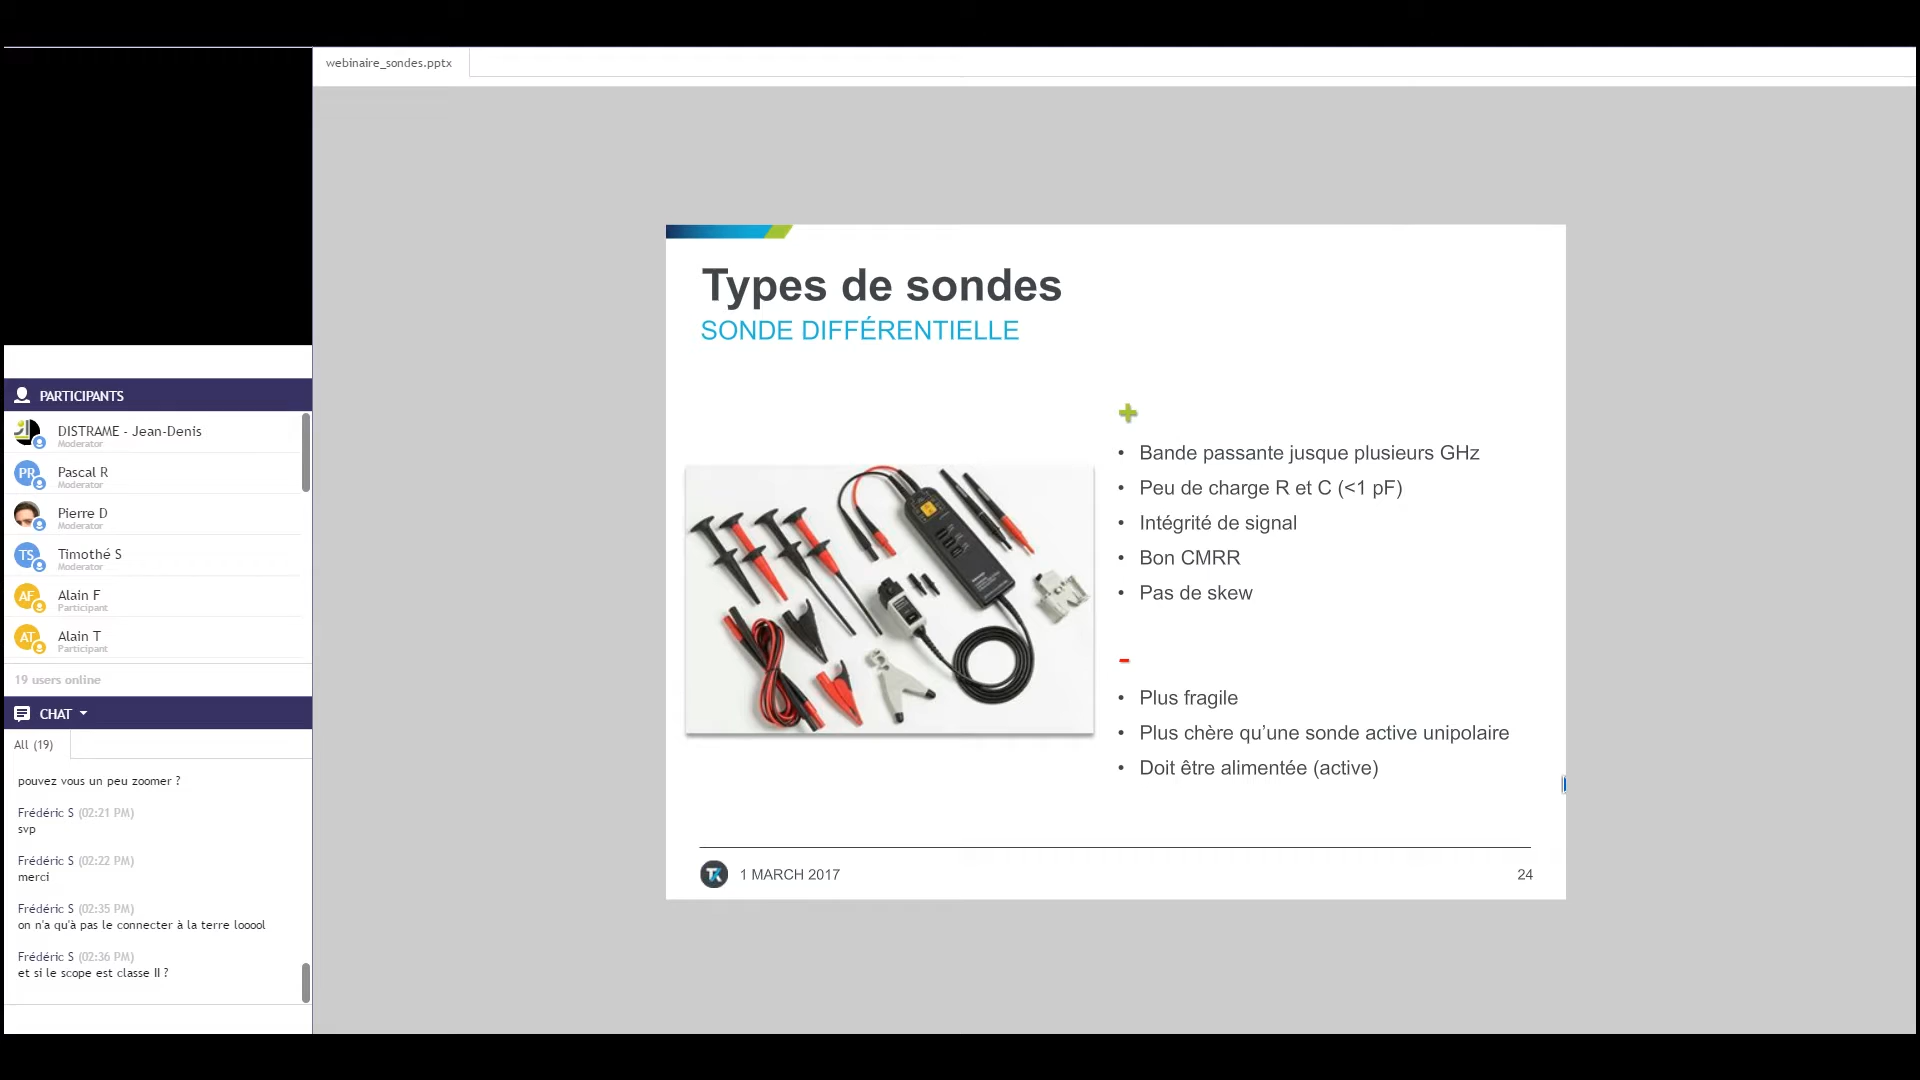 webinaire_sondes.pptx
PARTICIPANTS
DISTRAME - Jean-Denis
Moderator
PR
Pascal R
Moderator
Pierre D
Moderator
TS
Timothé S
Moderator
AF
Alain F
Participant
AT
Alain T
Participant
19 users online
CHAT
All (19)
pouvez vous un peu zoomer ?
Frédéric S (02:21 PM)
svp
Frédéric S (02:22 PM)
merci
Frédéric S (02:35 PM)
on n'a qu'à pas le connecter à la terre looool
Frédéric S (02:36 PM)
et si le scope est classe II ?
Types de sondes
SONDE DIFFÉRENTIELLE
+
• Bande passante jusque plusieurs GHz
• Peu de charge R et C (<1 pF)
• Intégrité de signal
• Bon CMRR
• Pas de skew
-
• Plus fragile
• Plus chère qu’une sonde active unipolaire
• Doit être alimentée (active)
TK
1 MARCH 2017
24